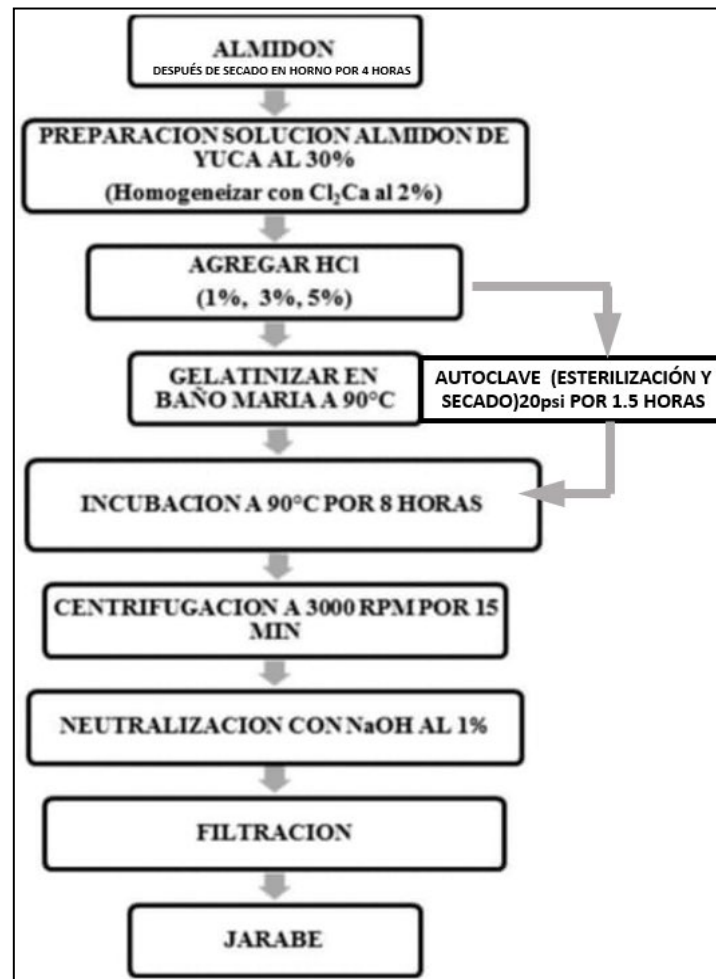 ALMIDON
DESPUÉS DE SECADO EN HORNO POR 4 HORAS
PREPARACION SOLUCION ALMIDON DE
YUCA AL 30%
(Homogeneizar con Cl₂Ca al 2%)
AGREGAR HCl
(1%, 3%, 5%)
GELATINIZAR EN
BAÑO MARIA A 90°C
AUTOCLAVE (ESTERILIZACIÓN Y
SECADO)20psi POR 1.5 HORAS
INCUBACION A 90°C POR 8 HORAS
CENTRIFUGACION A 3000 RPM POR 15
MIN
NEUTRALIZACION CON NaOH AL 1%
FILTRACION
JARABE